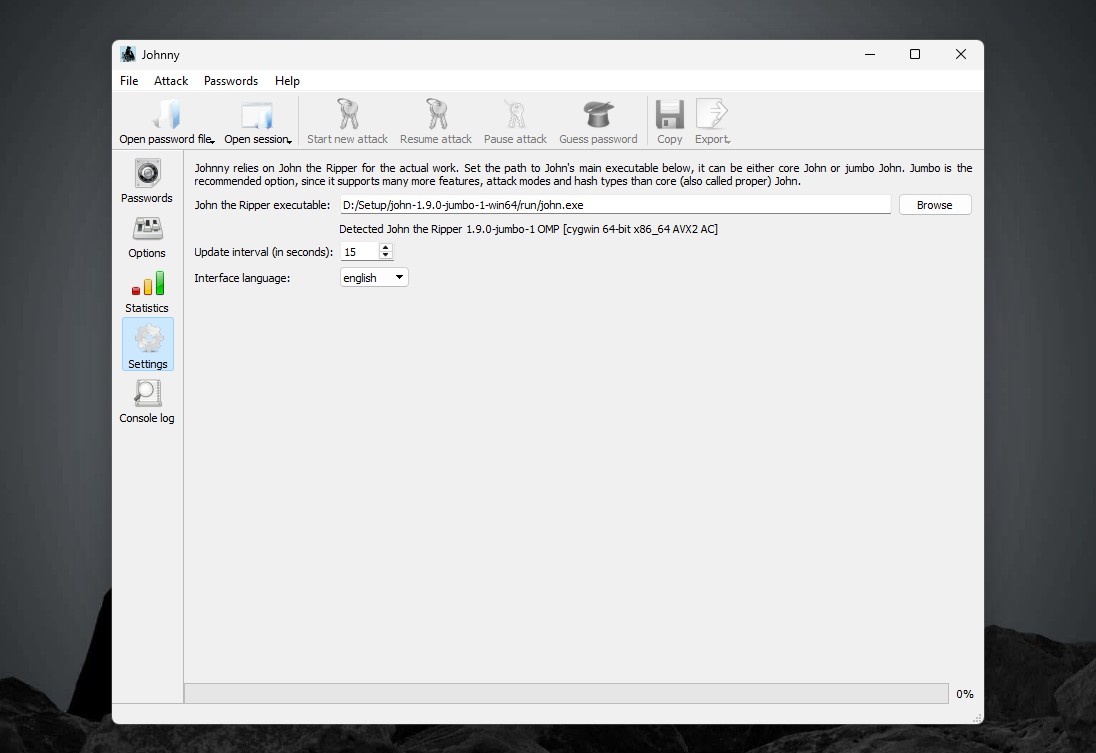 Johnny
File Attack Passwords Help
Open password file Open session Start new attack Resume attack Pause attack Guess password Copy Export
Passwords
Options
Statistics
Settings
Console log
Johnny relies on John the Ripper for the actual work. Set the path to John's main executable below, it can be either core John or jumbo John. Jumbo is the
recommended option, since it supports many more features, attack modes and hash types than core (also called proper) John.
John the Ripper executable: D:/Setup/john-1.9.0-jumbo-1-win64/run/john.exe Browse
Detected John the Ripper 1.9.0-jumbo-1 OMP [cygwin 64-bit x86_64 AVX2 AC]
Update interval (in seconds): 15
Interface language: english
0%